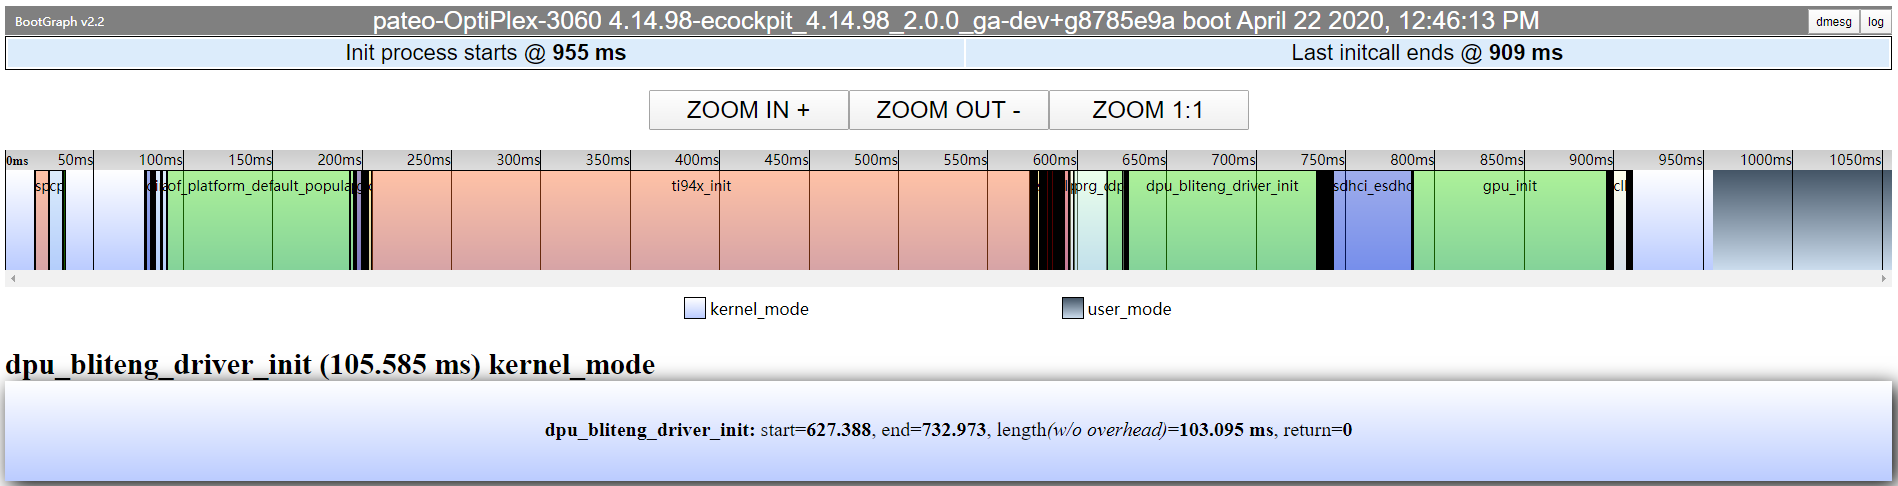 BootGraph v2.2
pateo-OptiPlex-3060 4.14.98-ecockpit_4.14.98_2.0.0_ga-dev+g8785e9a boot April 22 2020, 12:46:13 PM
dmesg log
Init process starts @ 955 ms
Last initcall ends @ 909 ms
ZOOM IN + ZOOM OUT - ZOOM 1:1
0ms 50ms 100ms 150ms 200ms 250ms 300ms 350ms 400ms 450ms 500ms 550ms 600ms 650ms 700ms 750ms 800ms 850ms 900ms 950ms 1000ms 1050ms
of_platform_default_popula ti94x_init prg_ dpu_bliteng_driver_init sdhci_esdhc gpu_init
kernel_mode user_mode
dpu_bliteng_driver_init (105.585 ms) kernel_mode
dpu_bliteng_driver_init: start=627.388, end=732.973, length(w/o overhead)=103.095 ms, return=0